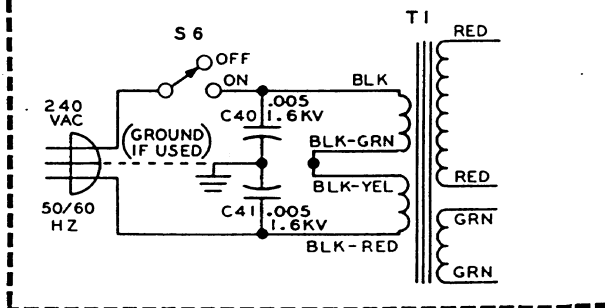 T1
S6
RED
OFF
ON
BLK
240
VAC
.005
C40 1.6KV
(GROUND
IF USED)
BLK-GRN
RED
BLK-YEL
50/60
HZ
C41 .005
1.6KV
GRN
BLK-RED
GRN